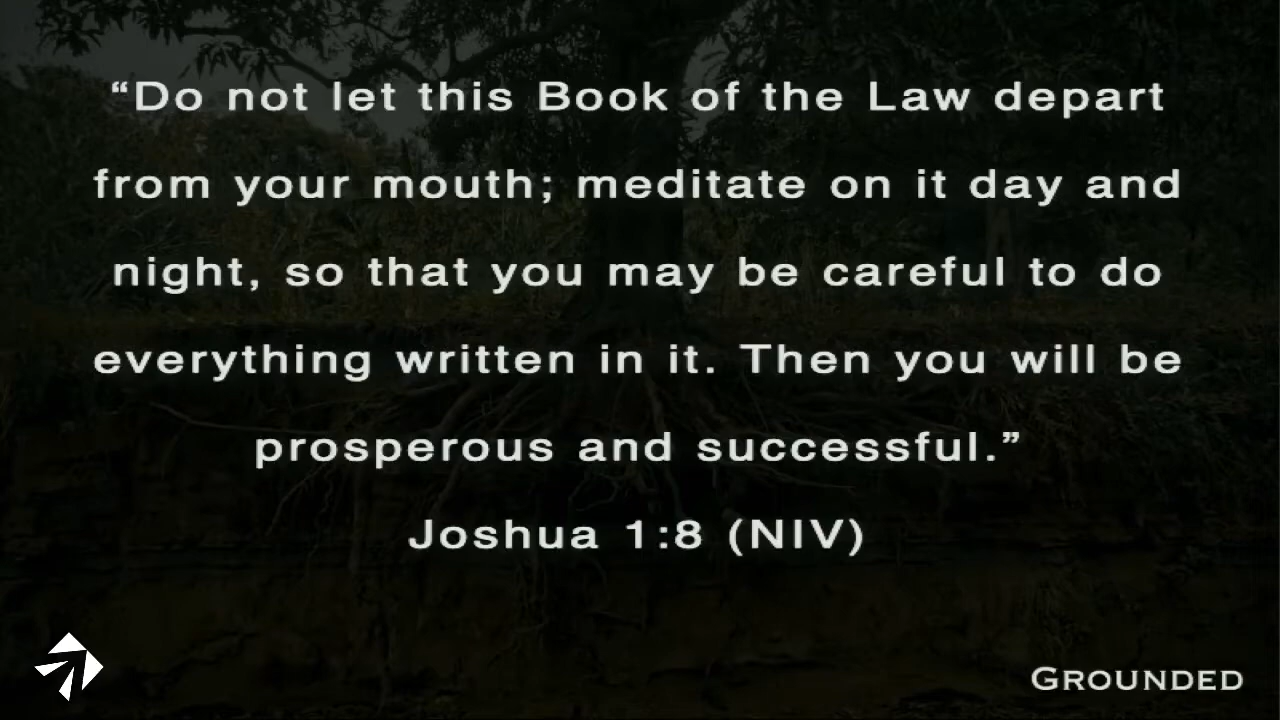 “Do not let this Book of the Law depart
from your mouth; meditate on it day and
night, so that you may be careful to do
everything written in it. Then you will be
prosperous and successful.”
Joshua 1:8 (NIV)
GROUNDED